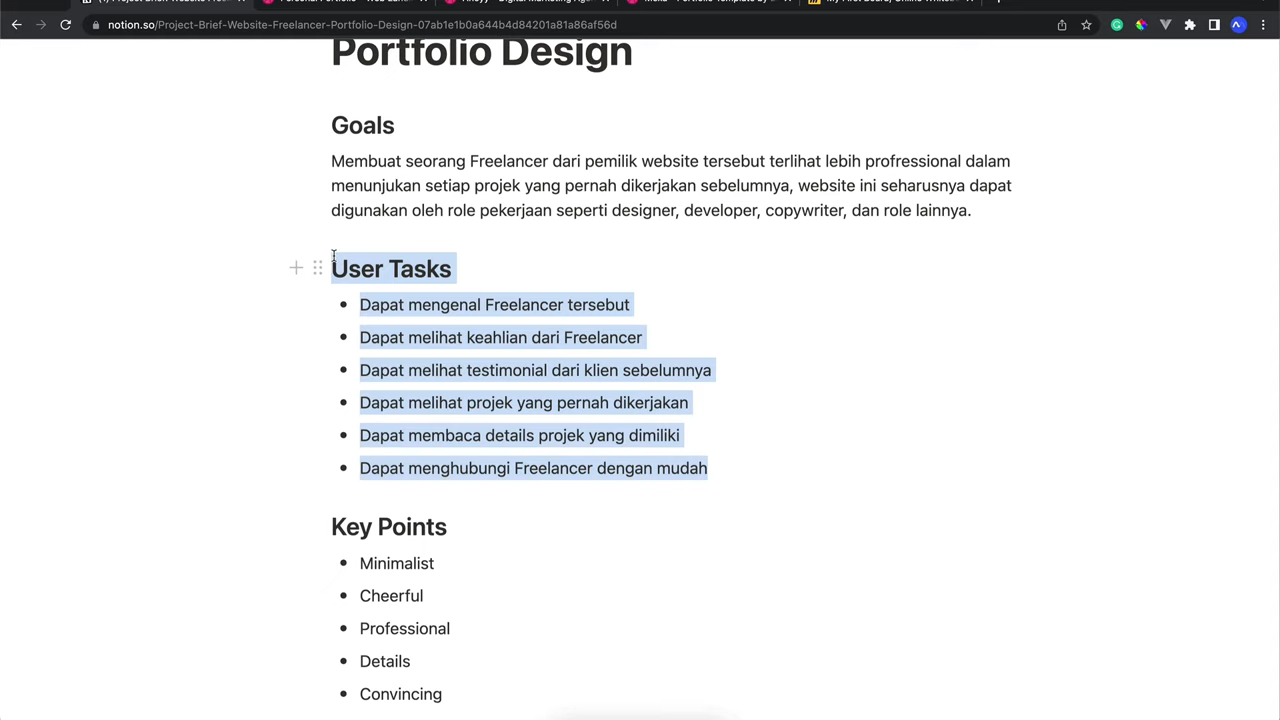 notion.so/Project-Brief-Website-Freelancer-Portfolio-Design-07ab1e1b0a644b4d84201a81a86af56d
Portfolio Design
Goals
Membuat seorang Freelancer dari pemilik website tersebut terlihat lebih profressional dalam
menunjukan setiap projek yang pernah dikerjakan sebelumnya, website ini seharusnya dapat
digunakan oleh role pekerjaan seperti designer, developer, copywriter, dan role lainnya.
User Tasks
Dapat mengenal Freelancer tersebut
Dapat melihat keahlian dari Freelancer
Dapat melihat testimonial dari klien sebelumnya
Dapat melihat projek yang pernah dikerjakan
Dapat membaca details projek yang dimiliki
Dapat menghubungi Freelancer dengan mudah
Key Points
Minimalist
Cheerful
Professional
Details
Convincing